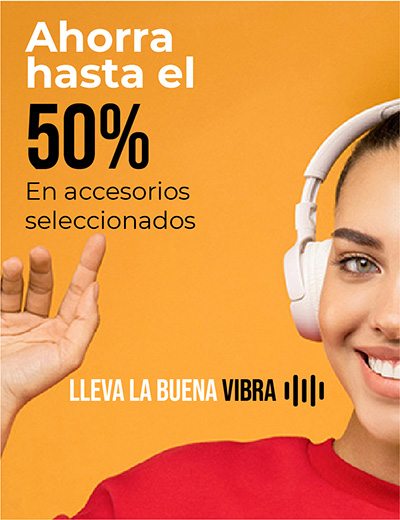 Ahorra
hasta el
50%
En accesorios
seleccionados
LLEVA LA BUENA VIBRA